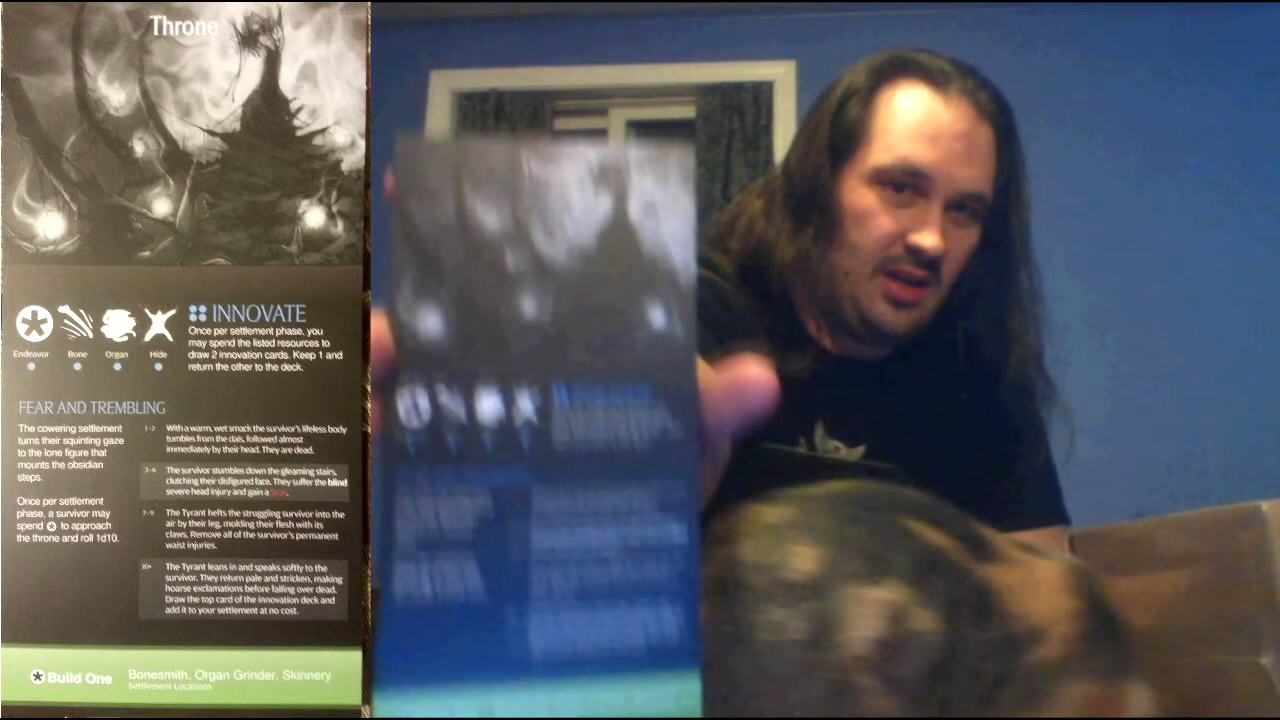 Throne
Endeavor
Bone
Organ
Hide
INNOVATE
Once per settlement phase, you
may spend the listed resources to
draw 2 innovation cards. Keep 1 and
return the other to the deck.
FEAR AND TREMBLING
The cowering settlement
turns their squinting gaze
to the lone figure that
mounts the obsidian
steps.
Once per settlement
phase, a survivor may
spend to approach
the throne and roll 1d10.
1-2 With a warm, wet smack the survivor's lifeless body
tumbles from the dais, followed almost
immediately by their head. They are dead.
3-6 The survivor stumbles down the gleaming stairs,
clutching their disfigured face. They suffer the blind
severe head injury and gain a
7-9 The Tyrant hefts the struggling survivor into the
air by their leg, molding their flesh with its
claws. Remove all of the survivor's permanent
waist injuries.
10+ The Tyrant leans in and speaks softly to the
survivor. They return pale and stricken, making
hoarse exclamations before falling over dead.
Draw the top card of the innovation deck and
add it to your settlement at no cost.
Build One
Bonesmith, Organ Grinder, Skinnery
Settlement Locations